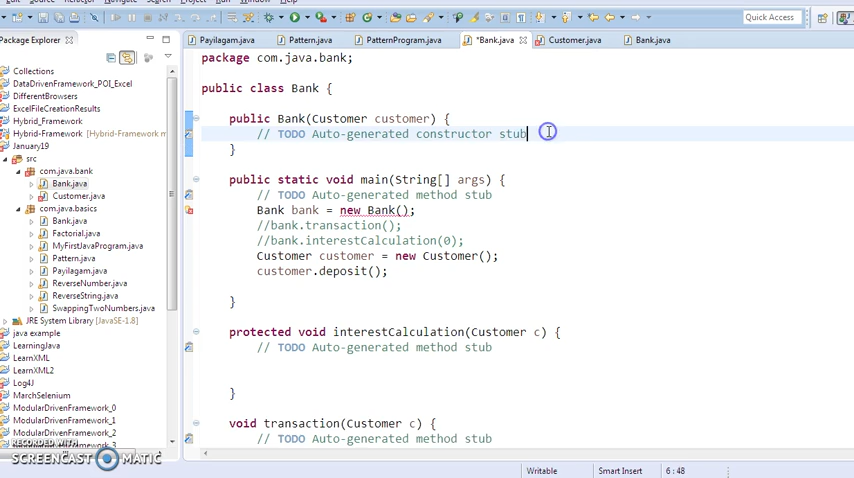 Quick Access
Package Explorer
Payilagam.java
Pattern.java
PatternProgram.java
*Bank.java
Customer.java
Bank.java
Collections
DataDrivenFramework_POI_Excel
DataDrivenFrameworks
ExcelFileCreationResults
Hybrid_Framework
Hybrid-Framework [Hybrid-Framework m
January19
src
com.java.bank
Bank.java
Customer.java
com.java.basics
Bank.java
Factorial.java
MyFirstJavaProgram.java
Pattern.java
Payilagam.java
ReverseNumber.java
ReverseString.java
SwappingTwoNumbers.java
JRE System Library [JavaSE-1.8]
java example
LearningJava
LearnXML
LearnXML2
Log4J
MarchSelenium
ModularDrivenFramework_0
ModularDrivenFramework_1
ModularDrivenFramework_2
package com.java.bank;
public class Bank {
public Bank(Customer customer) {
// TODO Auto-generated constructor stub
}
public static void main(String[] args) {
// TODO Auto-generated method stub
Bank bank = new Bank();
//bank.transaction();
//bank.interestCalculation(0);
Customer customer = new Customer();
customer.deposit();
}
protected void interestCalculation(Customer c) {
// TODO Auto-generated method stub
}
void transaction(Customer c) {
// TODO Auto-generated method stub
RECORDED WITH
SCREENCAST MATIC
Writable
Smart Insert
6 : 48